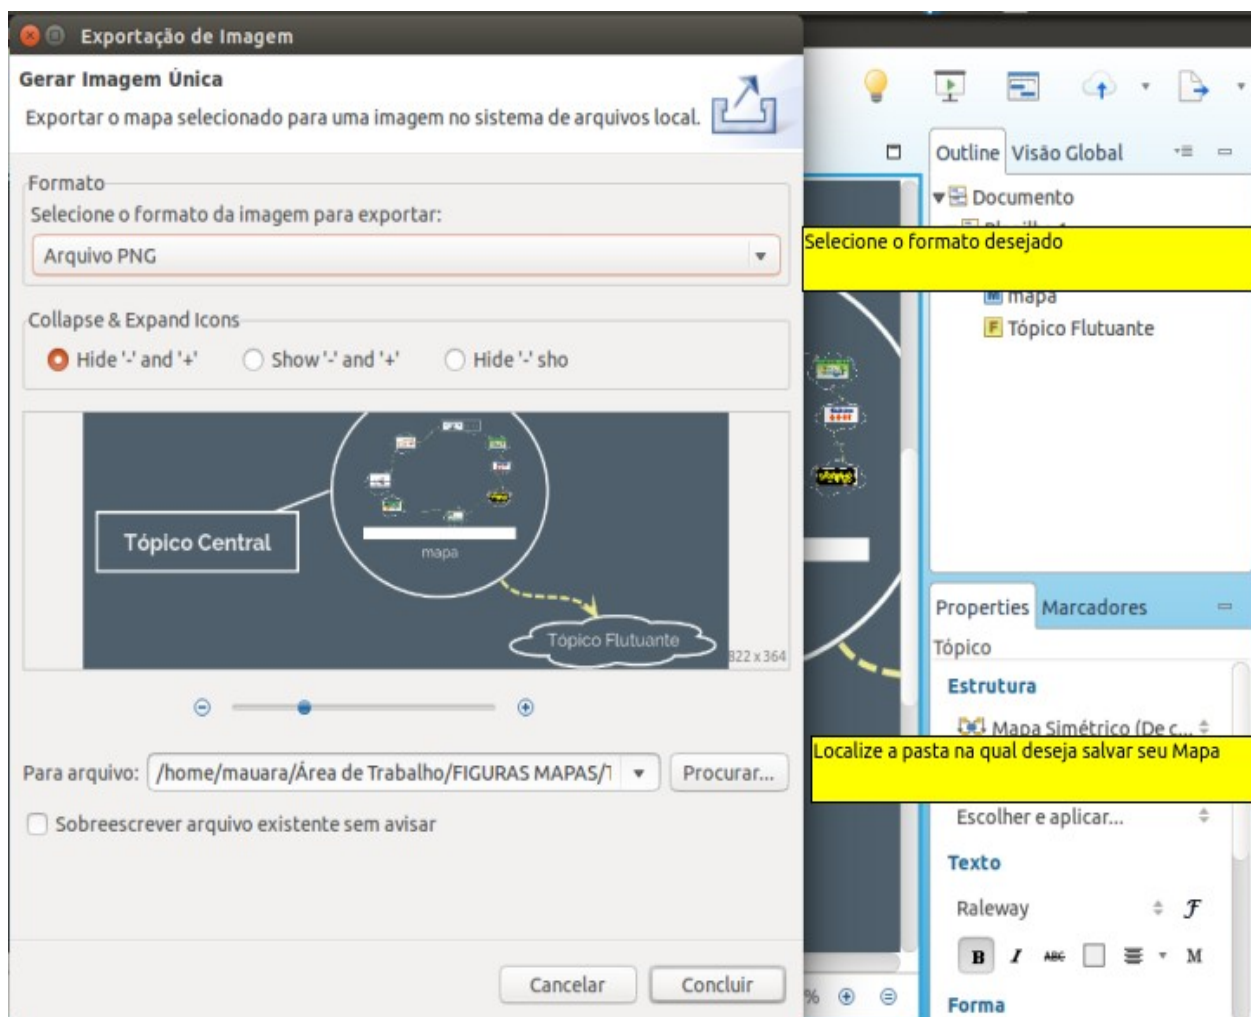 Exportação de Imagem
Gerar Imagem Única
Exportar o mapa selecionado para uma imagem no sistema de arquivos local.
Formato
Selecione o formato da imagem para exportar:
Arquivo PNG
Collapse & Expand Icons
Hide '-' and '+'
Show '-' and '+'
Hide '-' sho
Tópico Central
mapa
Tópico Flutuante
822 x 364
Para arquivo:
/home/mauara/Área de Trabalho/FIGURAS MAPAS/
Procurar...
Sobreescrever arquivo existente sem avisar
Cancelar
Concluir
Outline
Visão Global
Documento
Selecione o formato desejado
mapa
Tópico Flutuante
Properties
Marcadores
Tópico
Estrutura
Mapa Simétrico (De c...
Localize a pasta na qual deseja salvar seu Mapa
Escolher e aplicar...
Texto
Raleway
F
B
I
ABC
M
%
Forma